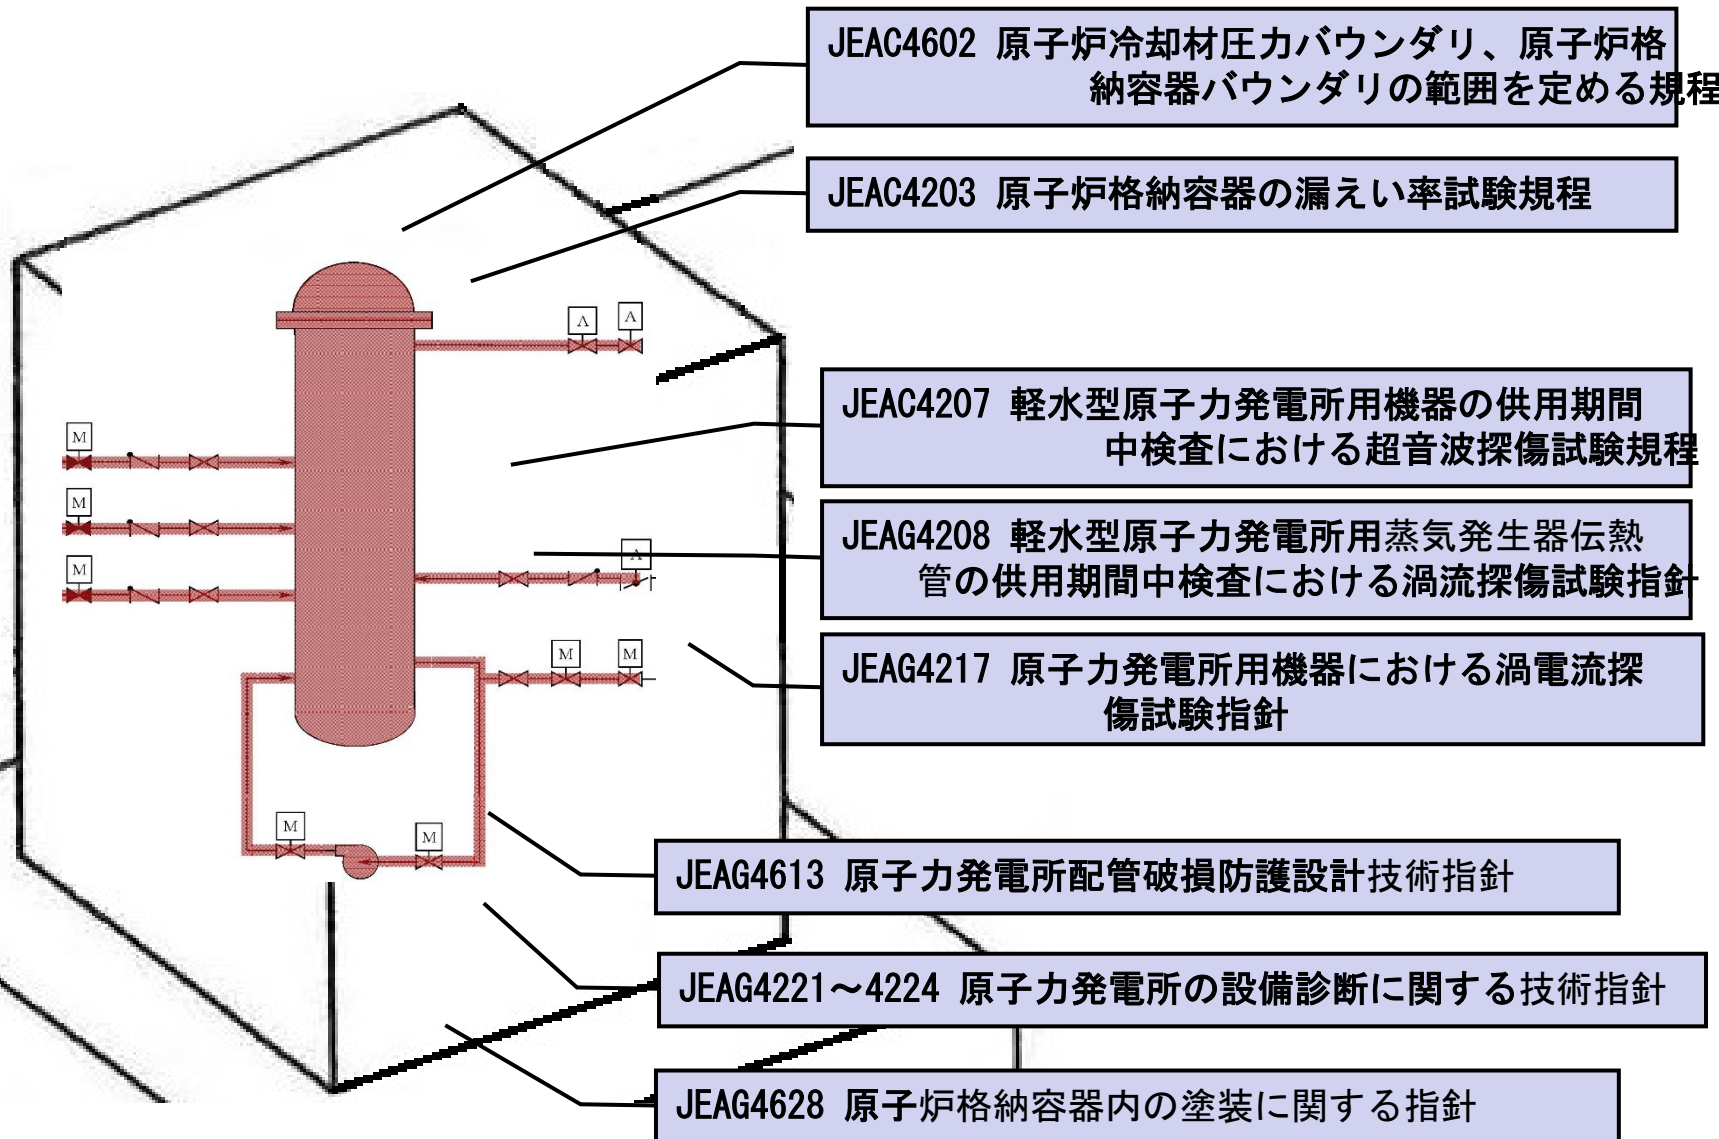 JEAC4602 原子炉冷却材圧力バウンダリ、原子炉格
納容器バウンダリの範囲を定める規程
JEAC4203 原子炉格納容器の漏えい率試験規程
A
A
M
JEAC4207 軽水型原子力発電所用機器の供用期間
中検査における超音波探傷試験規程
M
JEAG4208 軽水型原子力発電所用蒸気発生器伝熱
管の供用期間中検査における渦流探傷試験指針
M
A
JEAG4217 原子力発電所用機器における渦電流探
傷試験指針
M
M
M
M
JEAG4613 原子力発電所配管破損防護設計技術指針
JEAG4221～4224 原子力発電所の設備診断に関する技術指針
JEAG4628 原子炉格納容器内の塗装に関する指針